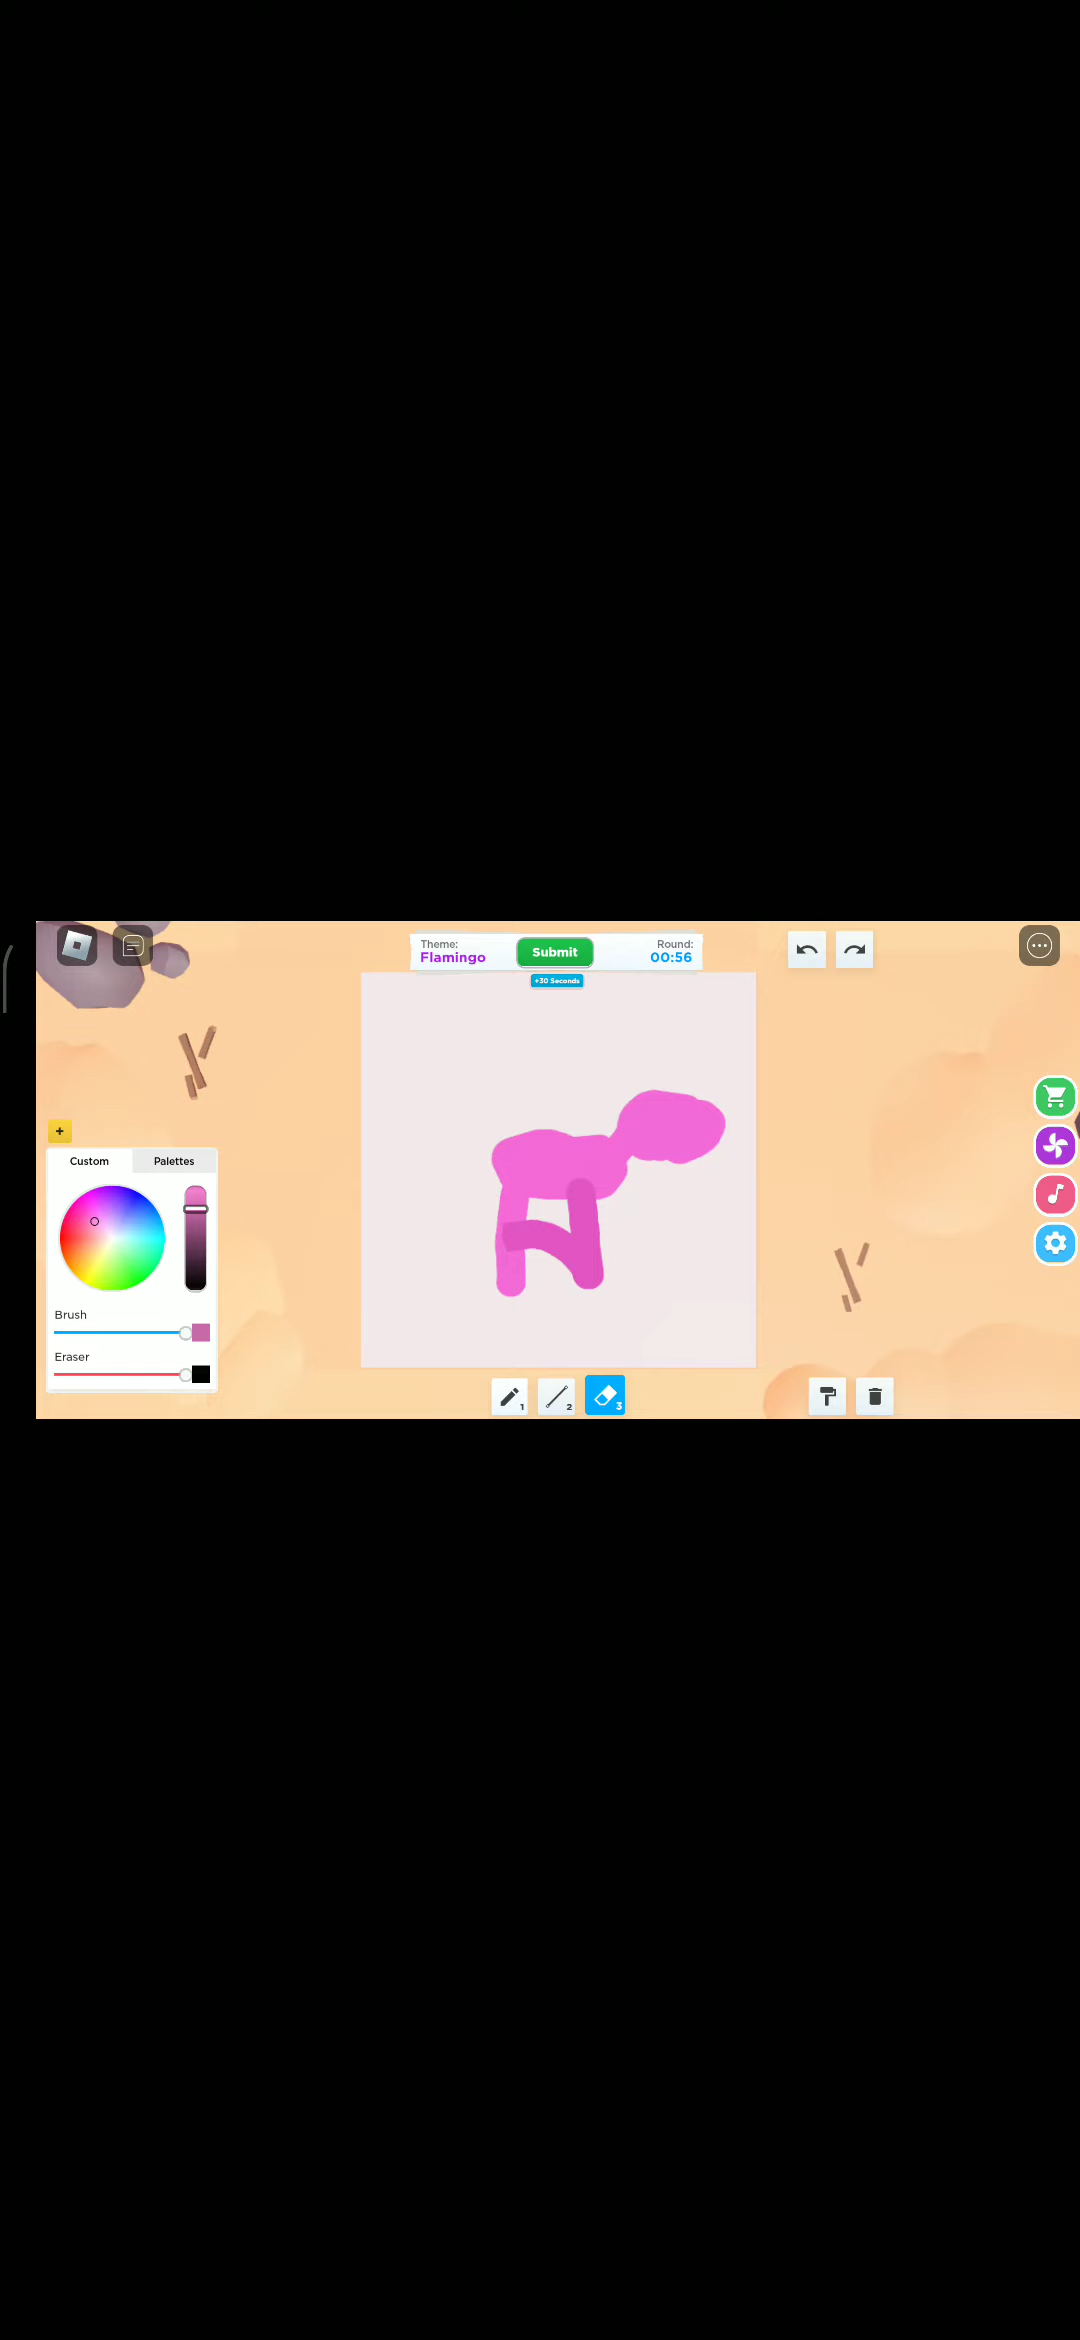 Theme:
Flamingo
Submit
Round:
00:56
+30 Seconds
+
Custom
Palettes
Brush
Eraser
1
2
3